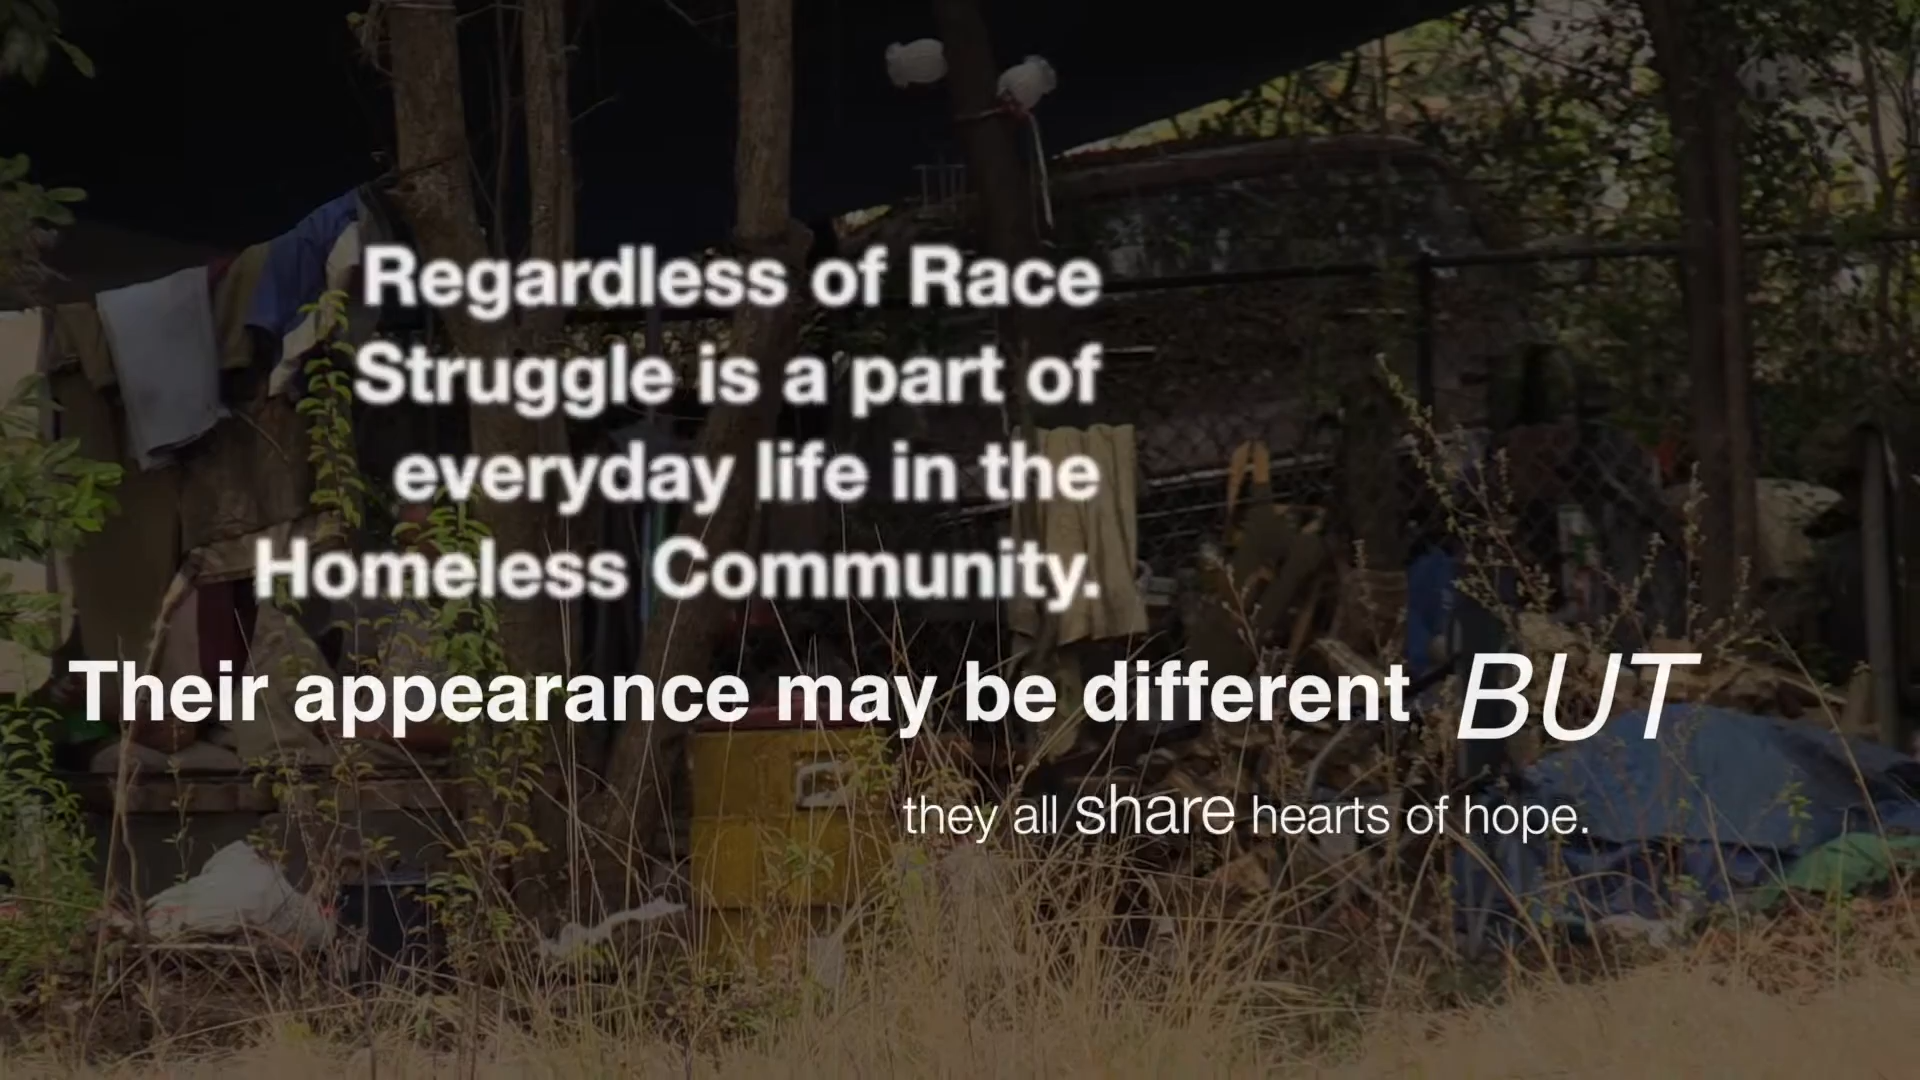 Regardless of Race
Struggle is a part of
everyday life in the
Homeless Community.
Their appearance may be different BUT
they all share hearts of hope.